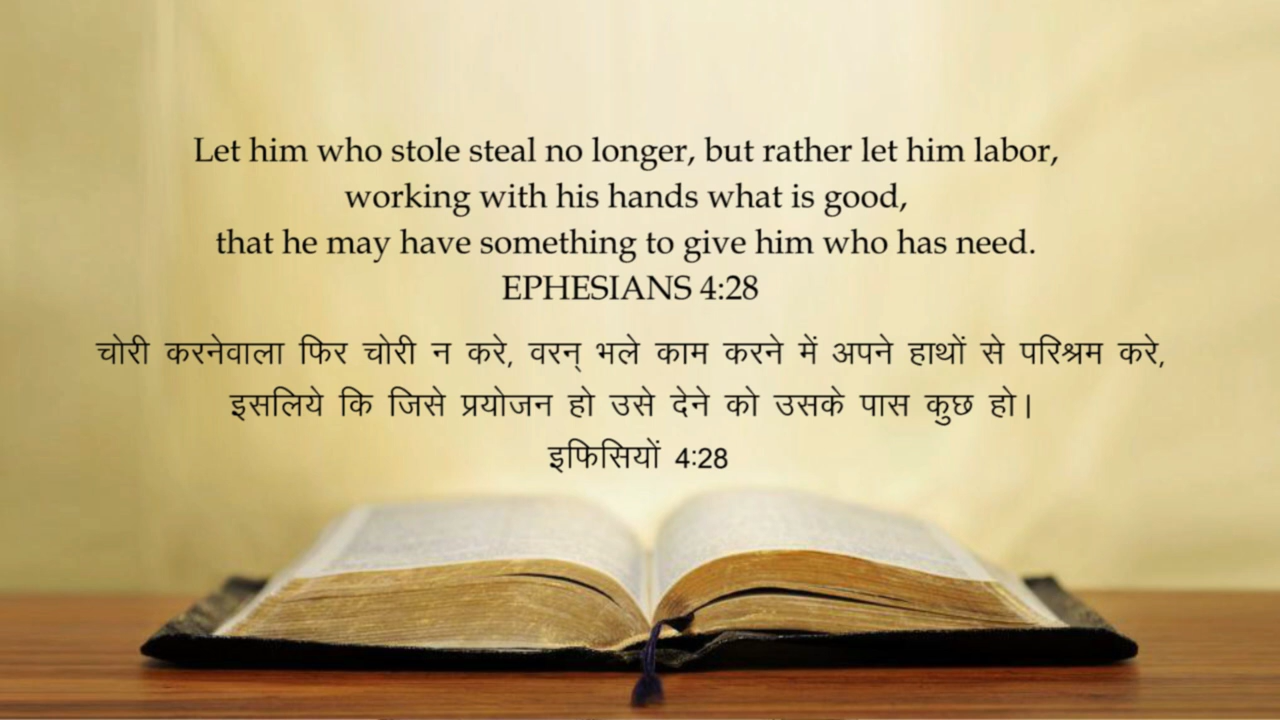 Let him who stole steal no longer, but rather let him labor,
working with his hands what is good,
that he may have something to give him who has need.
EPHESIANS 4:28
चोरी करनेवाला फिर चोरी न करे, वरन् भले काम करने में अपने हाथों से परिश्रम करे,
इसलिये कि जिसे प्रयोजन हो उसे देने को उसके पास कुछ हो।
इफिसियों 4:28